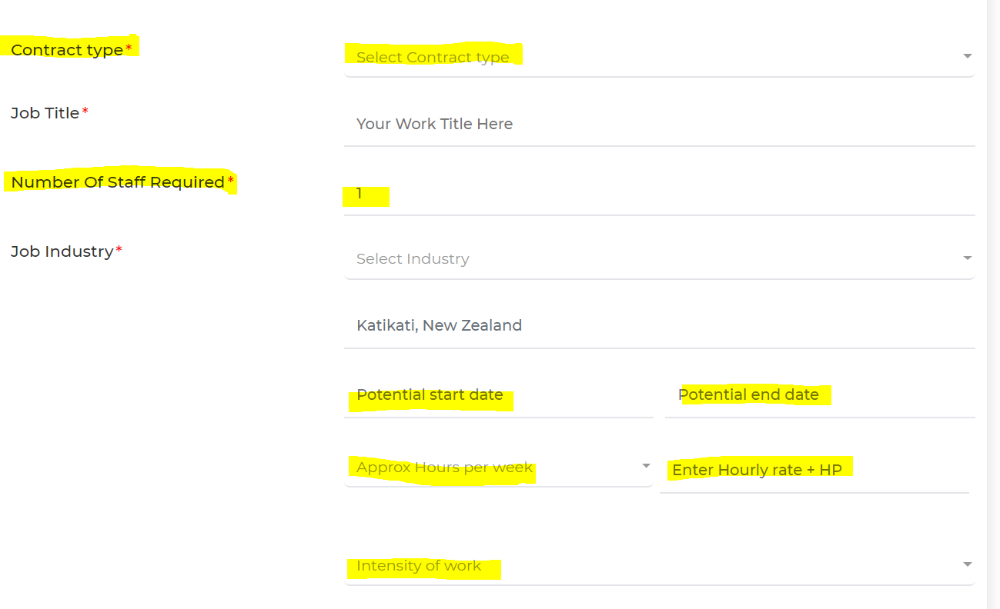 Contract type*
Select Contract type
Job Title*
Your Work Title Here
Number Of Staff Required*
1
Job Industry*
Select Industry
Katikati, New Zealand
Potential start date
Potential end date
Approx Hours per week
Enter Hourly rate + HP
Intensity of work